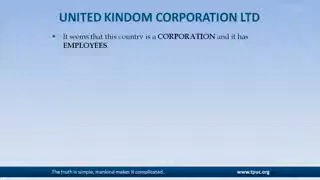 UNITED KINDOM CORPORATION LTD
• It seems that this country is a CORPORATION and it has
EMPLOYEES
The truth is simple, mankind makes it complicated. www.tpuc.org